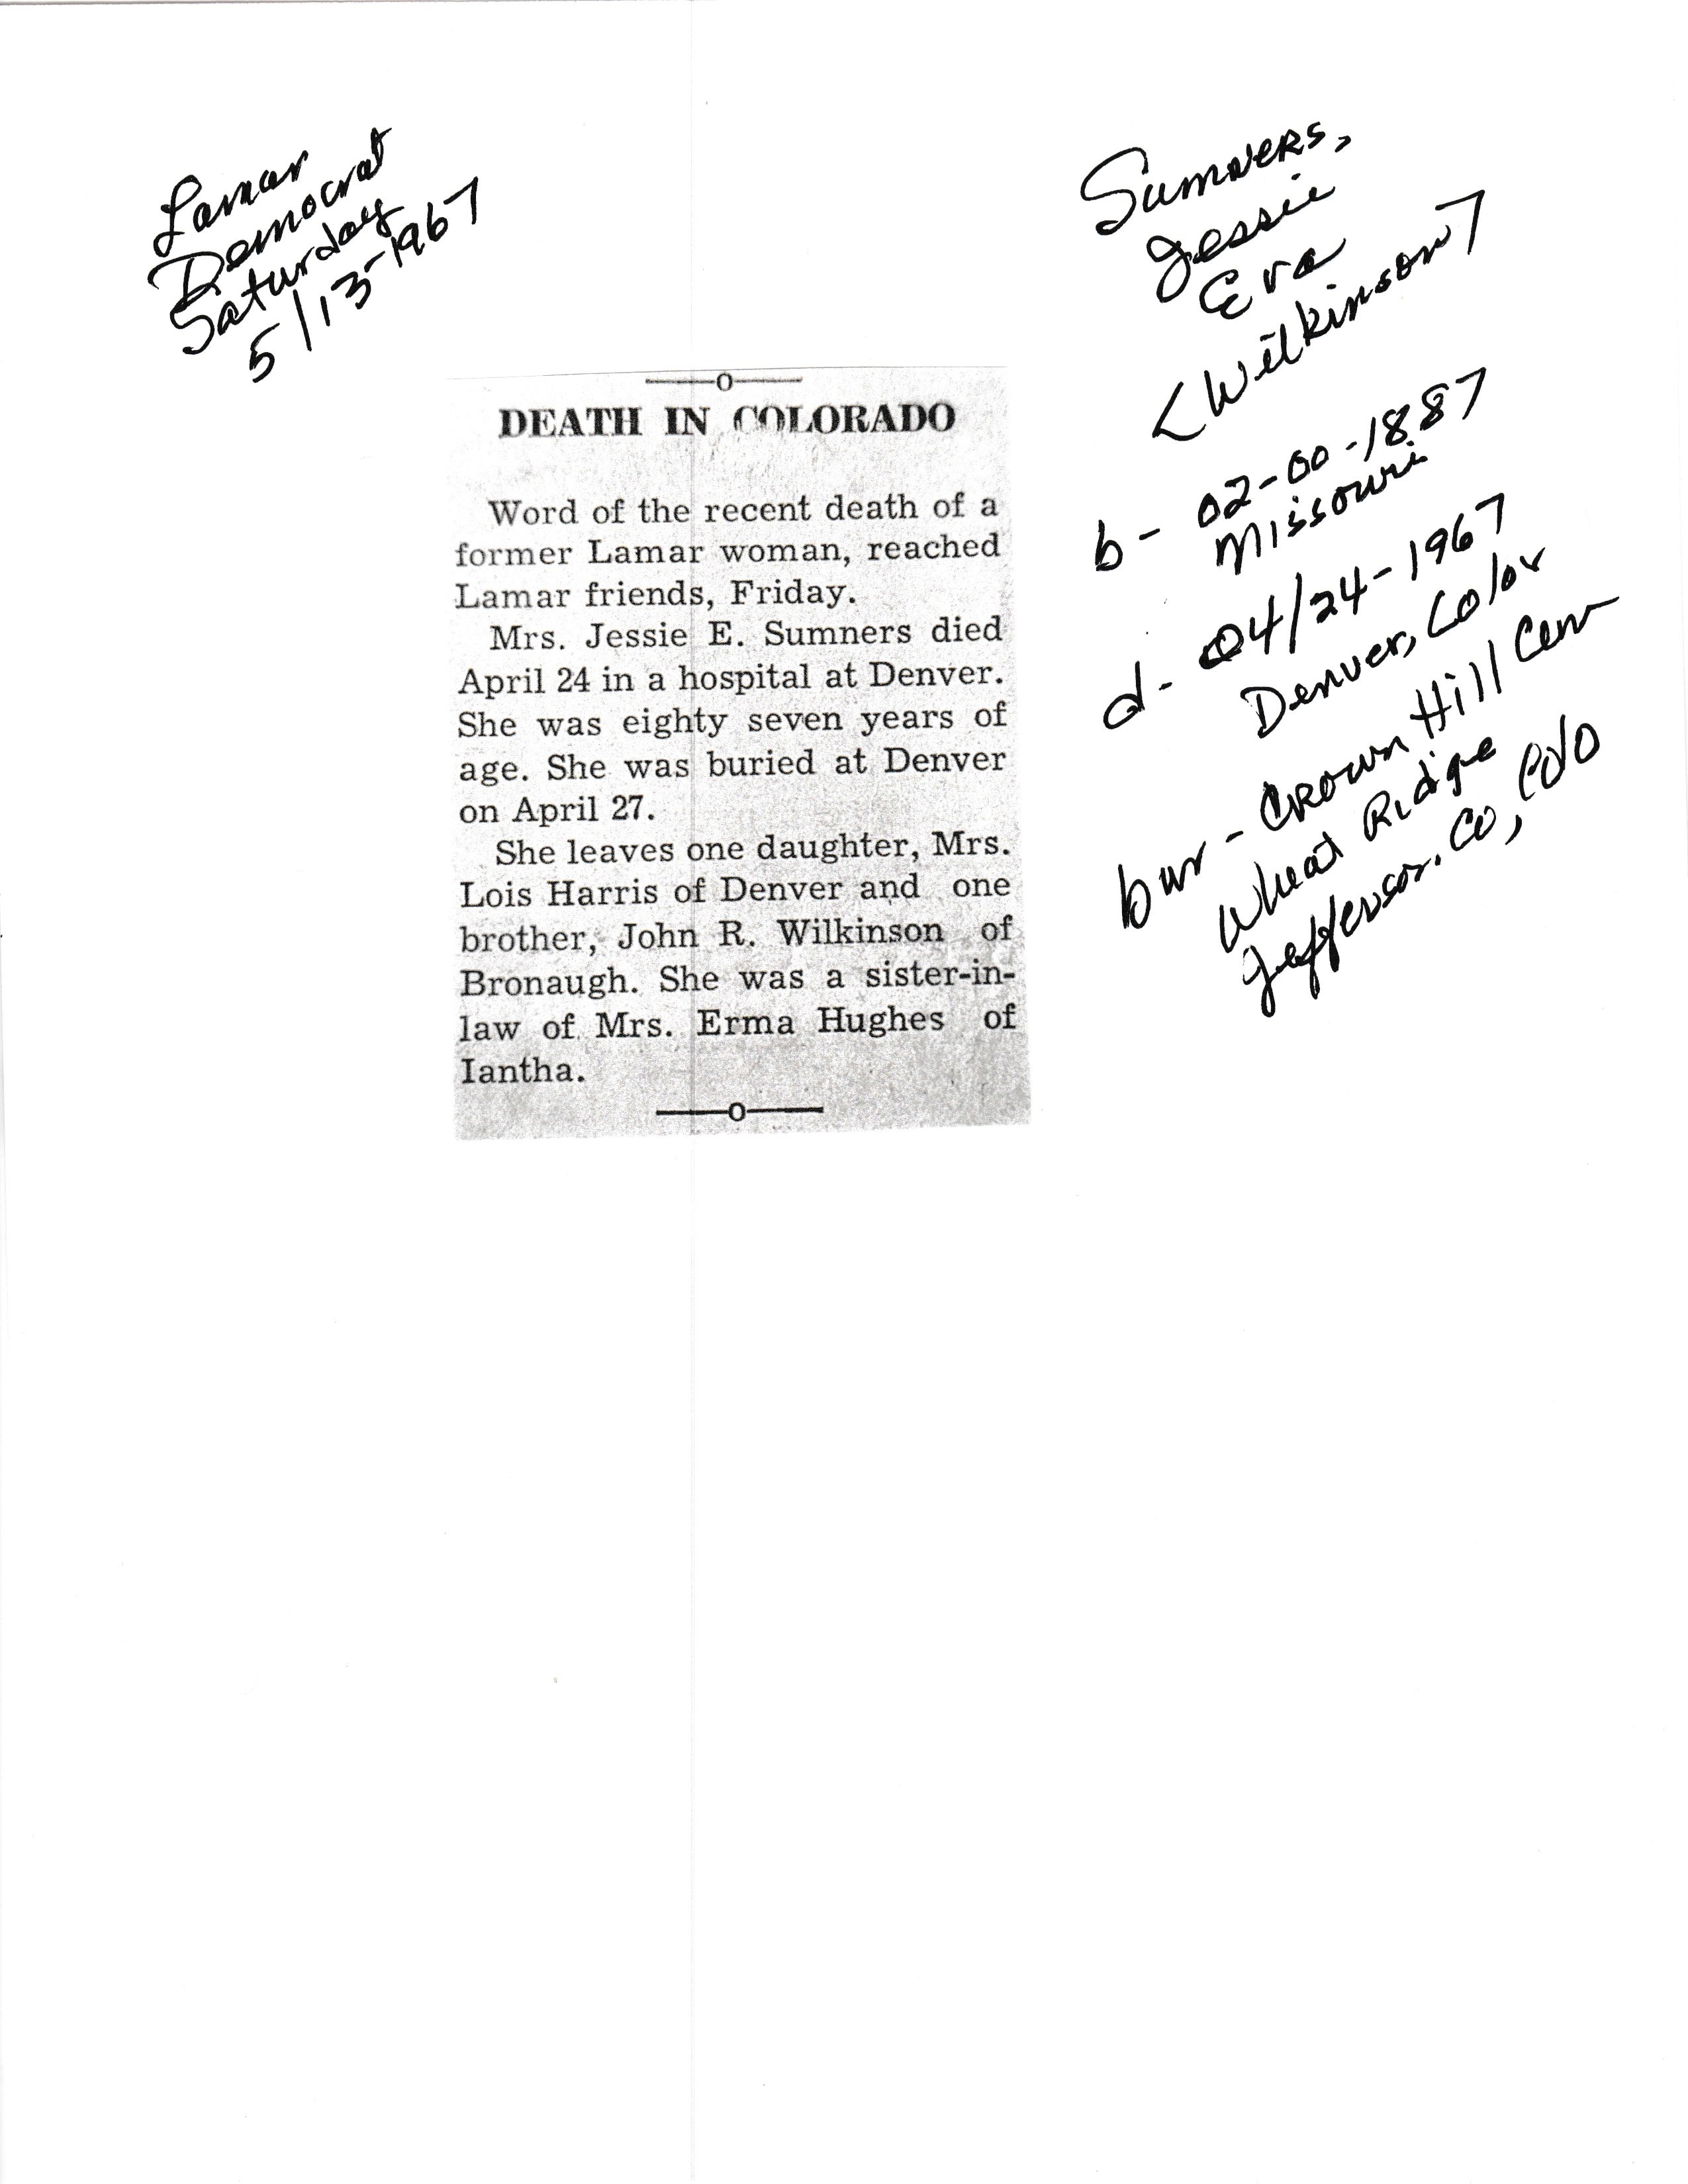 Lamar
Democrat
Saturday
5/13-1967
Sumners,
Jessie
Eva
<Wilkinson>
b- 02-00-1887
Missouri
d- 04/24-1967
Denver, Color
bur- Crown Hill Cem
Wheat Ridge
Jefferson. Co, Colo
—o—
DEATH IN COLORADO
Word of the recent death of a
former Lamar woman, reached
Lamar friends, Friday.
Mrs. Jessie E. Sumners died
April 24 in a hospital at Denver.
She was eighty seven years of
age. She was buried at Denver
on April 27.
She leaves one daughter, Mrs.
Lois Harris of Denver and one
brother, John R. Wilkinson of
Bronaugh. She was a sister-in-
law of Mrs. Erma Hughes of
Iantha.
—o—